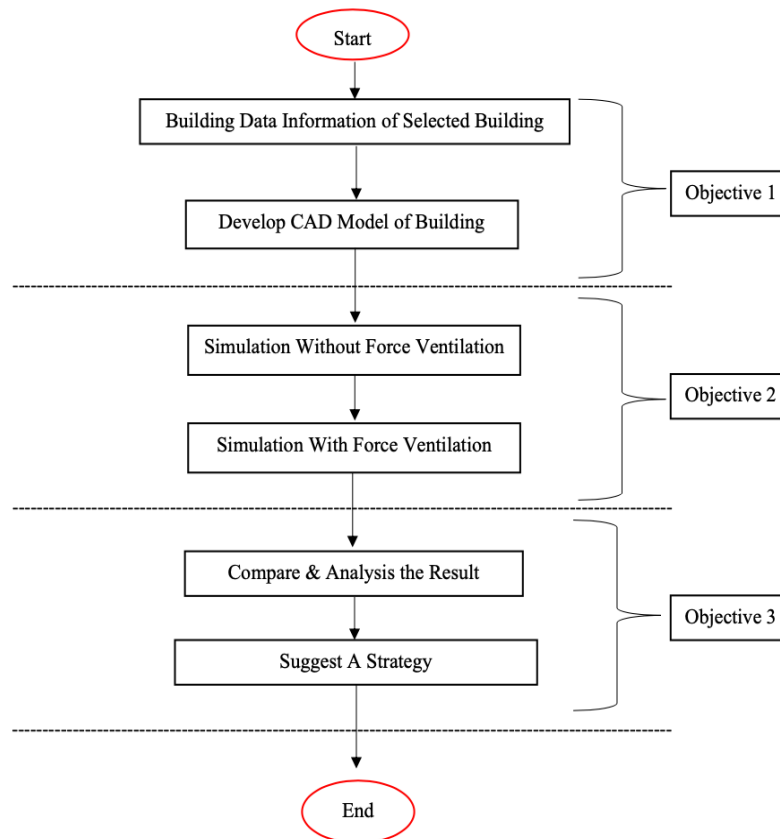 Start
Building Data Information of Selected Building
Objective 1
Develop CAD Model of Building
Simulation Without Force Ventilation
Objective 2
Simulation With Force Ventilation
Compare & Analysis the Result
Objective 3
Suggest A Strategy
End